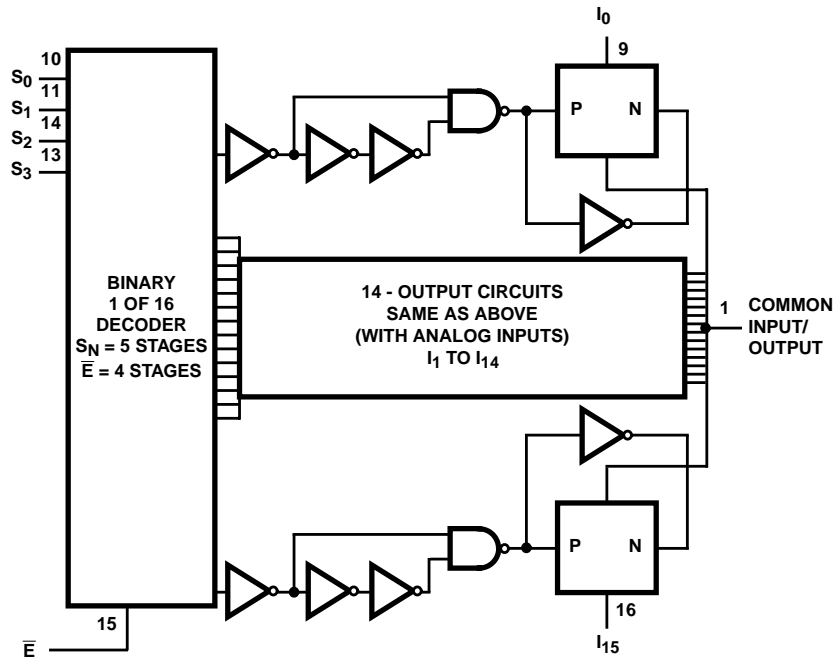 I0
9
10
S0
11
S1
14
S2
13
S3
P N
BINARY
1 OF 16
DECODER
SN = 5 STAGES
E̅ = 4 STAGES
14 - OUTPUT CIRCUITS
SAME AS ABOVE
(WITH ANALOG INPUTS)
I1 TO I14
1
COMMON
INPUT/
OUTPUT
P N
15
E̅
16
I15